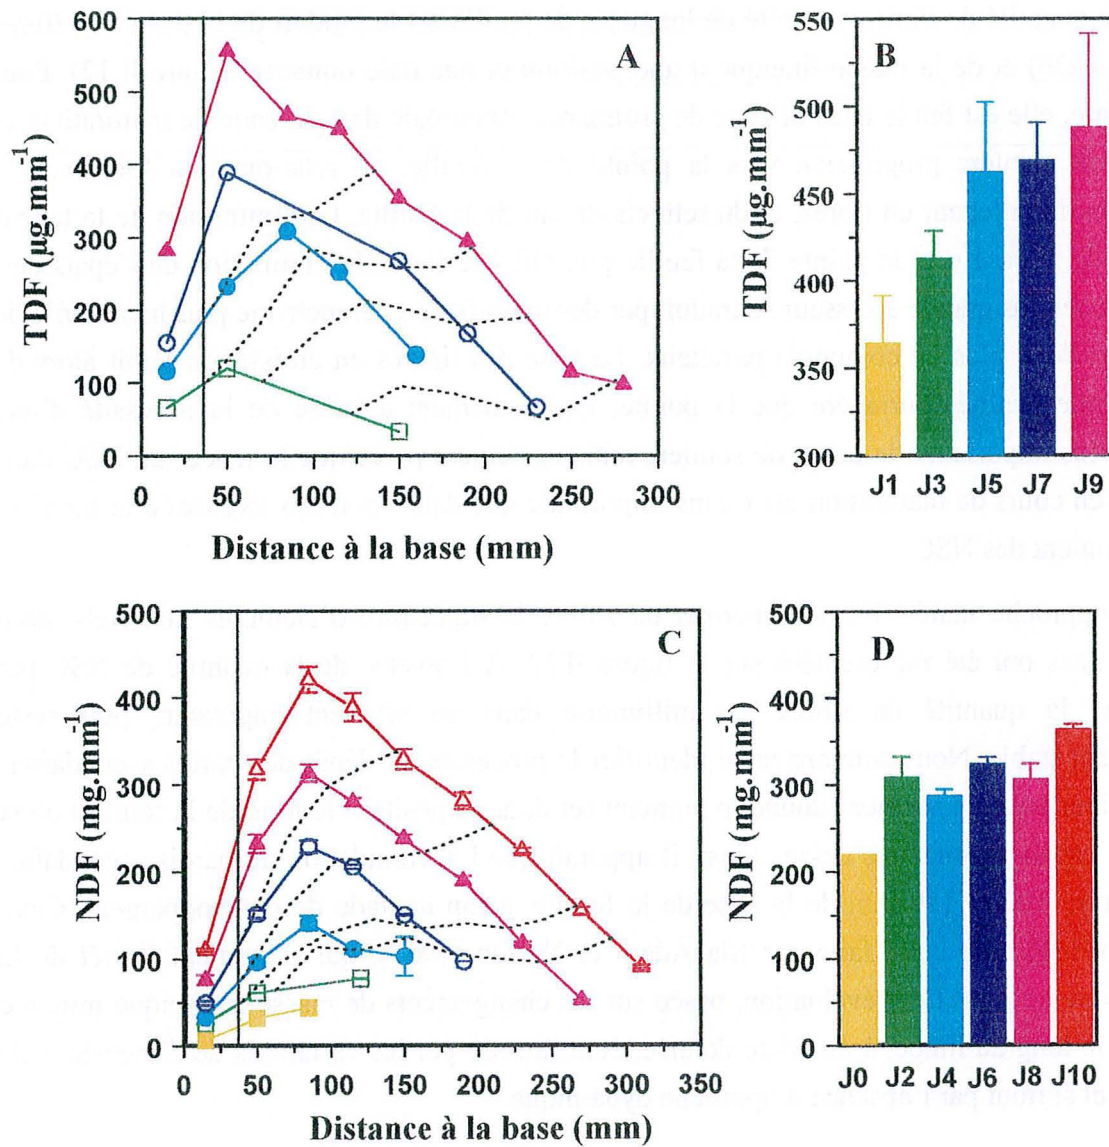 A
TDF (µg.mm⁻¹)
600
500
400
300
200
100
0
0 50 100 150 200 250 300
Distance à la base (mm)
B
TDF (µg.mm⁻¹)
550
500
450
400
350
300
J1 J3 J5 J7 J9
C
NDF (mg.mm⁻¹)
500
400
300
200
100
0
0 50 100 150 200 250 300 350
Distance à la base (mm)
D
NDF (mg.mm⁻¹)
500
400
300
200
100
0
J0 J2 J4 J6 J8 J10